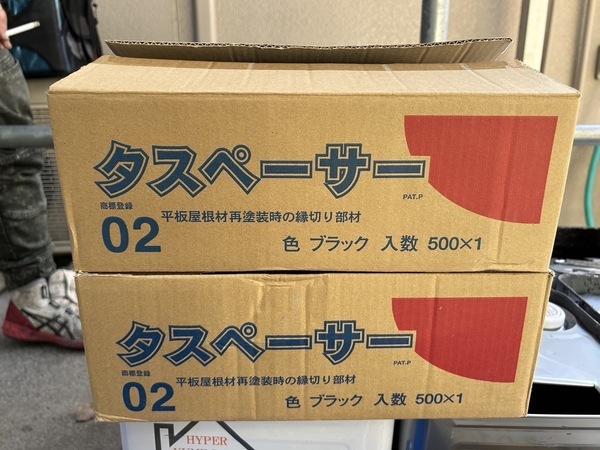 タスペーサー
PAT.P
商標登録
02 平板屋根材再塗装時の縁切り部材
色 ブラック 入数 500×1
タスペーサー
PAT.P
商標登録
02 平板屋根材再塗装時の縁切り部材
色 ブラック 入数 500×1
HYPER